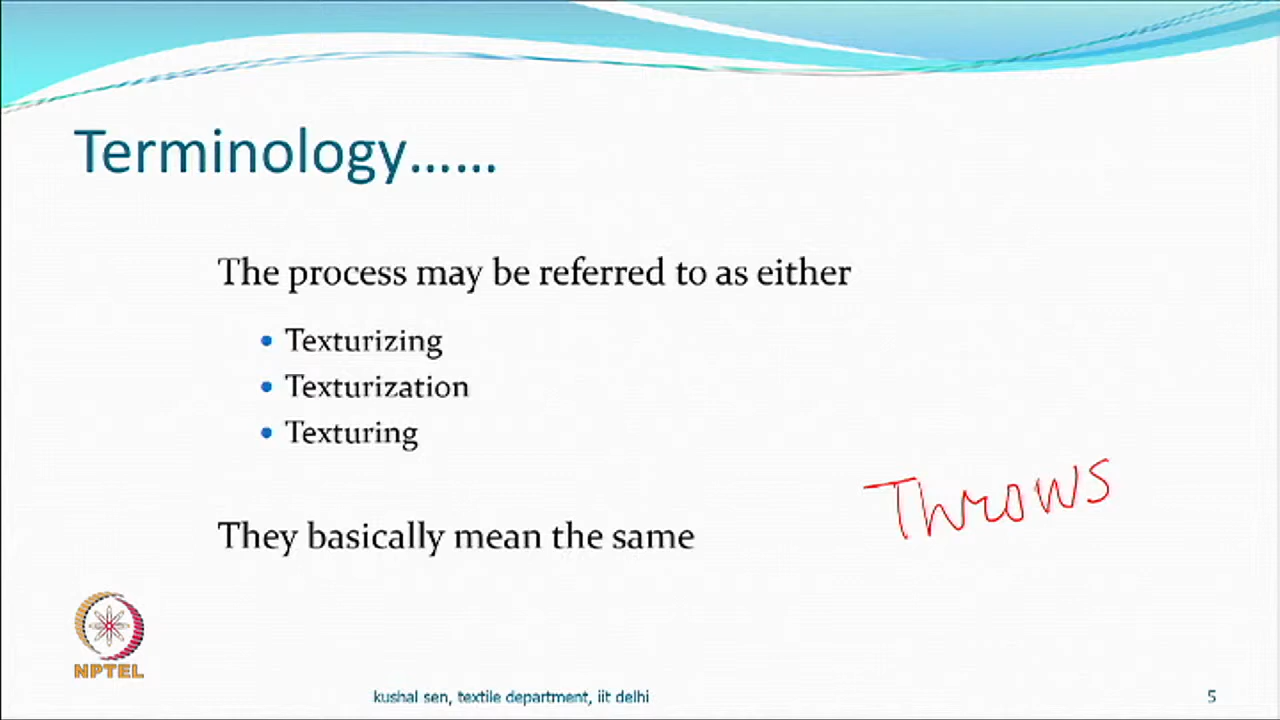 Terminology......
The process may be referred to as either
• Texturizing
• Texturization
• Texturing
Throws
They basically mean the same
NPTEL
kushal sen, textile department, iit delhi
5